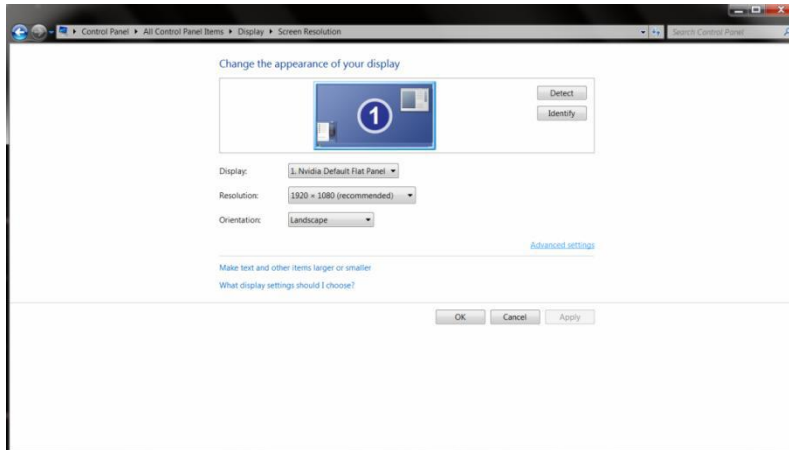 Control Panel ▸ All Control Panel Items ▸ Display ▸ Screen Resolution
Search Control Panel
Change the appearance of your display
1
Detect
Identify
Display: 1. Nvidia Default Flat Panel
Resolution: 1920 × 1080 (recommended)
Orientation: Landscape
Advanced settings
Make text and other items larger or smaller
What display settings should I choose?
OK Cancel Apply